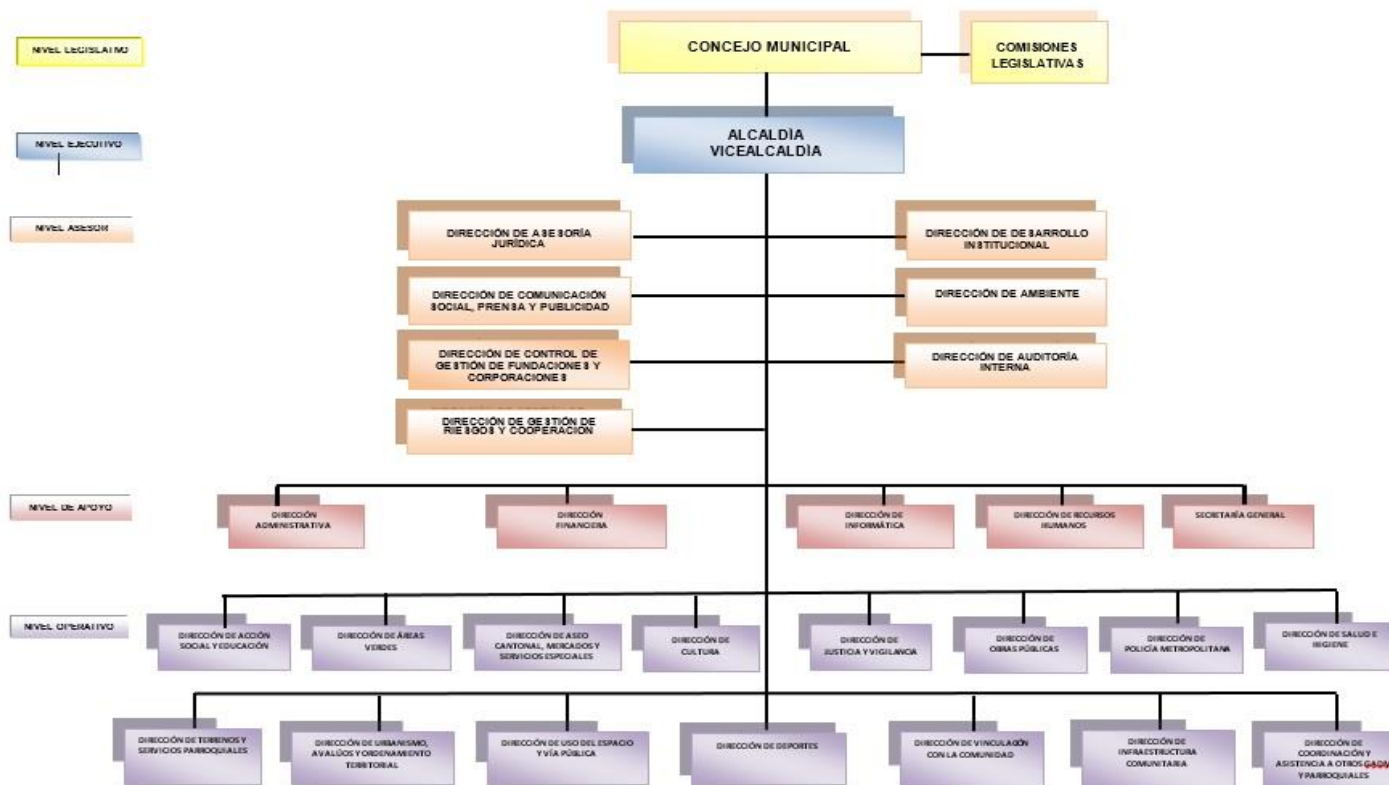 NIVEL LEGISLATIVO
CONCEJO MUNICIPAL
COMISIONES
LEGISLATIVAS
NIVEL EJECUTIVO
ALCALDÌA
VICEALCALDÌA
NIVEL ASESOR
DIRECCIÓN DE ASESORÍA
JURÍDICA
DIRECCIÓN DE DESARROLLO
INSTITUCIONAL
DIRECCIÓN DE COMUNICACIÓN
SOCIAL, PRENSA Y PUBLICIDAD
DIRECCIÓN DE AMBIENTE
DIRECCIÓN DE CONTROL DE
GESTIÓN DE FUNDACIONES Y
CORPORACIONES
DIRECCIÓN DE AUDITORÍA
INTERNA
DIRECCIÓN DE GESTIÓN DE
RIESGOS Y COOPERACION
NIVEL DE APOYO
DIRECCIÓN
ADMINISTRATIVA
DIRECCIÓN
FINANCIERA
DIRECCIÓN DE
INFORMÁTICA
DIRECCIÓN DE RECURSOS
HUMANOS
SECRETARÍA GENERAL
NIVEL OPERATIVO
DIRECCIÓN DE ACCIÓN
SOCIAL Y EDUCACIÓN
DIRECCIÓN DE ÁREAS
VERDES
DIRECCIÓN DE ASEO
CANTONAL, MERCADOS Y
SERVICIOS ESPECIALES
DIRECCIÓN DE
CULTURA
DIRECCIÓN DE
JUSTICIA Y VIGILANCIA
DIRECCIÓN DE
OBRAS PÚBLICAS
DIRECCIÓN DE
POLICÍA METROPOLITANA
DIRECCIÓN DE SALUD E
HIGIENE
DIRECCIÓN DE TERRENOS Y
SERVICIOS PARROQUIALES
DIRECCIÓN DE URBANISMO,
AVALÚOS Y ORDENAMIENTO
TERRITORIAL
DIRECCIÓN DE USO DEL ESPACIO
Y VÍA PÚBLICA
DIRECCIÓN DE DEPORTES
DIRECCIÓN DE VINCULACIÓN
CON LA COMUNIDAD
DIRECCIÓN DE
INFRAESTRUCTURA
COMUNITARIA
DIRECCIÓN DE
COORDINACIÓN Y
ASISTENCIA A OTROS GADM
Y PARROQUIALES